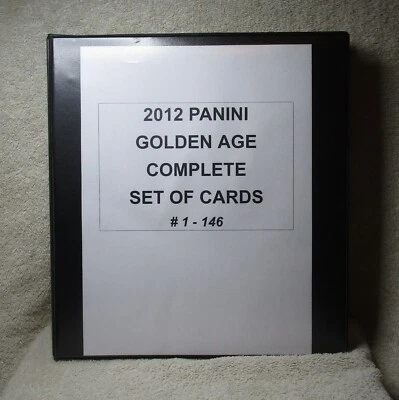 2012 PANINI
GOLDEN AGE
COMPLETE
SET OF CARDS
# 1 - 146